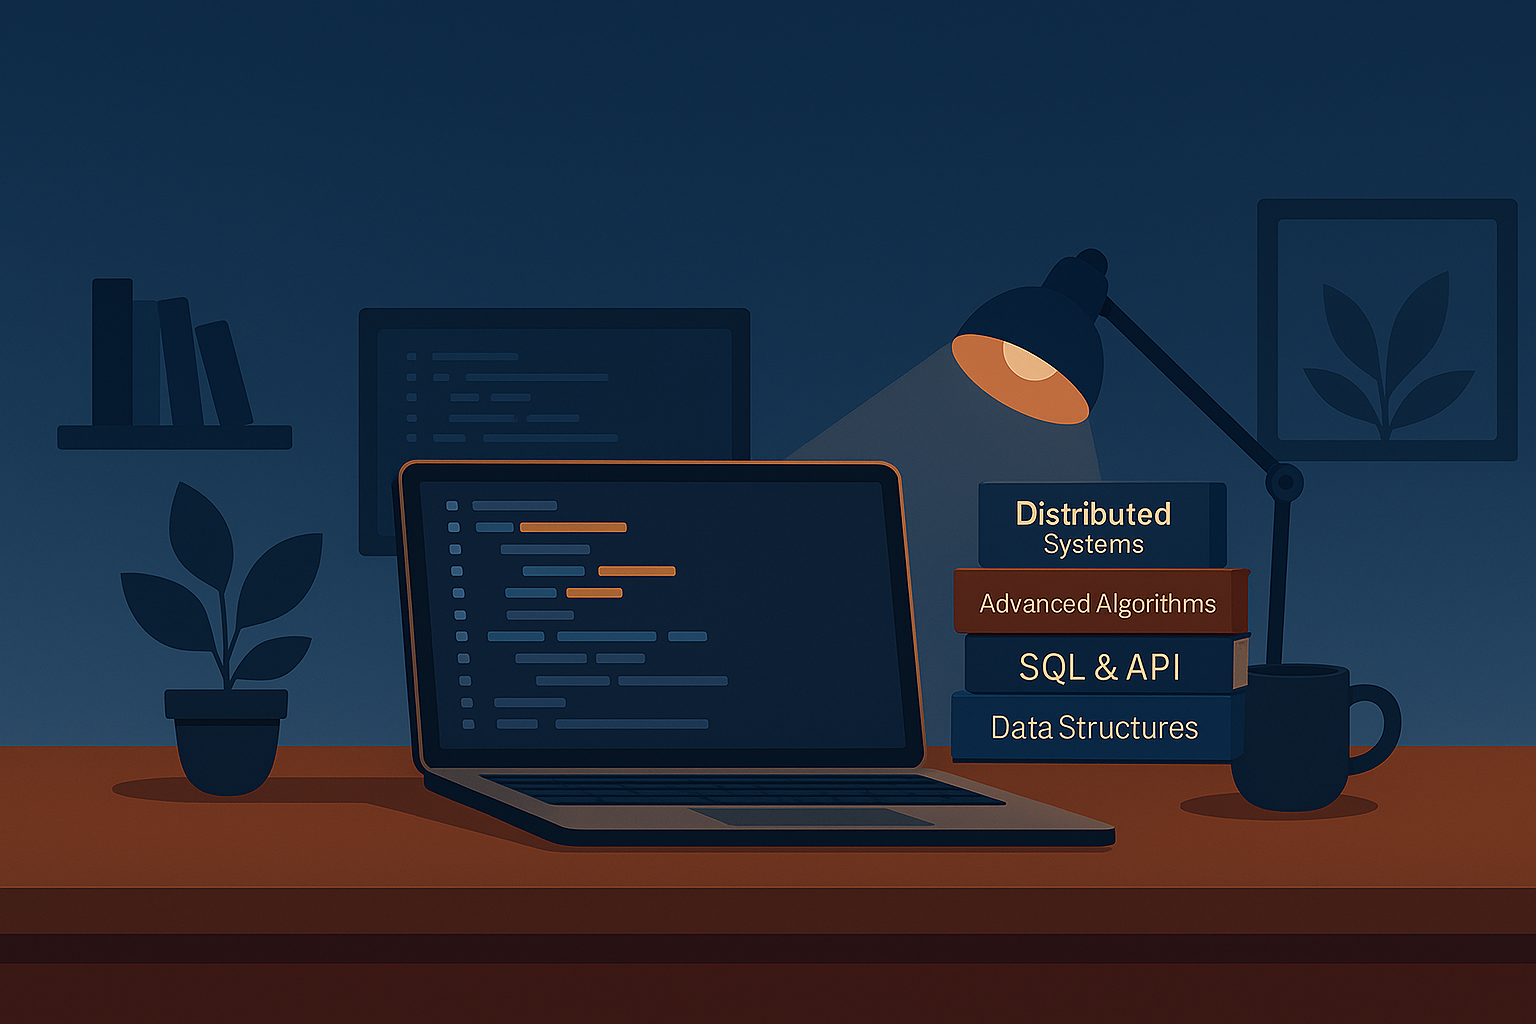 Distributed
Systems
Advanced Algorithms
SQL & API
Data Structures